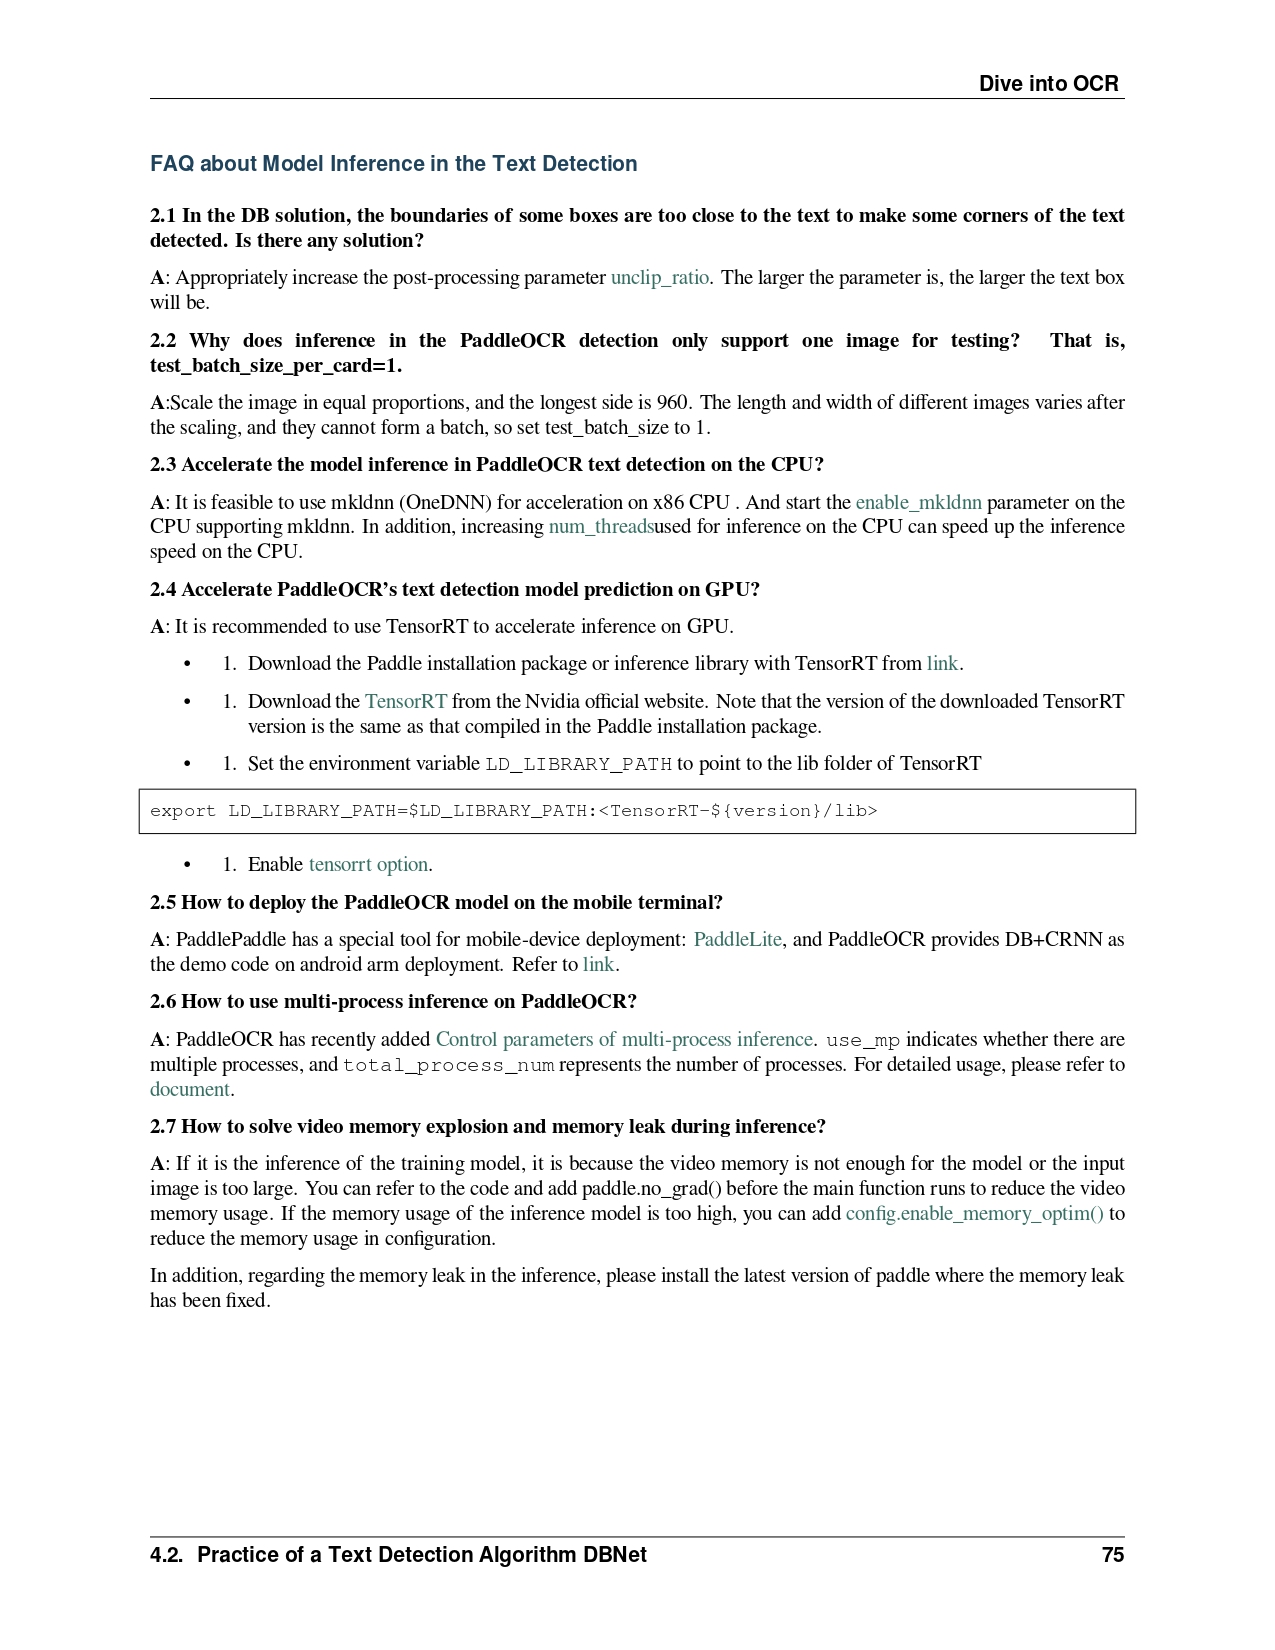 Dive into OCR
FAQ about Model Inference in the Text Detection
2.1 In the DB solution, the boundaries of some boxes are too close to the text to make some corners of the text
detected. Is there any solution?
A: Appropriately increase the post-processing parameter unclip_ratio. The larger the parameter is, the larger the text box
will be.
2.2 Why does inference in the PaddleOCR detection only support one image for testing? That is,
test_batch_size_per_card=1.
A:Scale the image in equal proportions, and the longest side is 960. The length and width of different images varies after
the scaling, and they cannot form a batch, so set test_batch_size to 1.
2.3 Accelerate the model inference in PaddleOCR text detection on the CPU?
A: It is feasible to use mkldnn (OneDNN) for acceleration on x86 CPU . And start the enable_mkldnn parameter on the
CPU supporting mkldnn. In addition, increasing num_threadsused for inference on the CPU can speed up the inference
speed on the CPU.
2.4 Accelerate PaddleOCR’s text detection model prediction on GPU?
A: It is recommended to use TensorRT to accelerate inference on GPU.
• 1. Download the Paddle installation package or inference library with TensorRT from link.
• 1. Download the TensorRT from the Nvidia official website. Note that the version of the downloaded TensorRT
version is the same as that compiled in the Paddle installation package.
• 1. Set the environment variable LD_LIBRARY_PATH to point to the lib folder of TensorRT
export LD_LIBRARY_PATH=$LD_LIBRARY_PATH:<TensorRT-${version}/lib>
• 1. Enable tensorrt option.
2.5 How to deploy the PaddleOCR model on the mobile terminal?
A: PaddlePaddle has a special tool for mobile-device deployment: PaddleLite, and PaddleOCR provides DB+CRNN as
the demo code on android arm deployment. Refer to link.
2.6 How to use multi-process inference on PaddleOCR?
A: PaddleOCR has recently added Control parameters of multi-process inference. use_mp indicates whether there are
multiple processes, and total_process_num represents the number of processes. For detailed usage, please refer to
document.
2.7 How to solve video memory explosion and memory leak during inference?
A: If it is the inference of the training model, it is because the video memory is not enough for the model or the input
image is too large. You can refer to the code and add paddle.no_grad() before the main function runs to reduce the video
memory usage. If the memory usage of the inference model is too high, you can add config.enable_memory_optim() to
reduce the memory usage in configuration.
In addition, regarding the memory leak in the inference, please install the latest version of paddle where the memory leak
has been fixed.
4.2. Practice of a Text Detection Algorithm DBNet 75